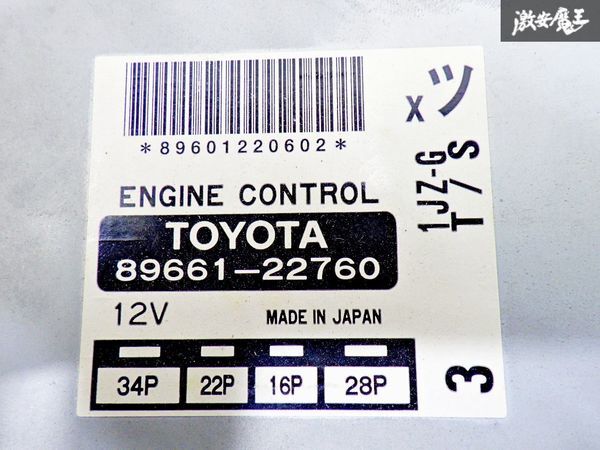 激安魔王
*89601220602*
ENGINE CONTROL
TOYOTA
89661-22760
12V MADE IN JAPAN
34P 22P 16P 28P
xツ
1JZ-G
T/S
3